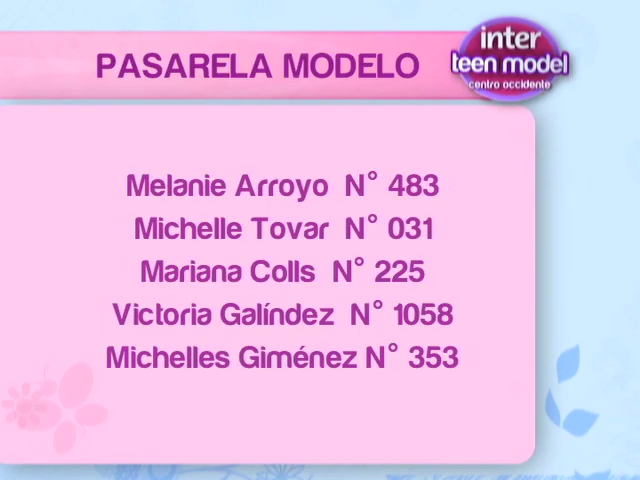 PASARELA MODELO
inter
teen model
centro occidente
Melanie Arroyo N° 483
Michelle Tovar N° 031
Mariana Colls N° 225
Victoria Galíndez N° 1058
Michelles Giménez N° 353